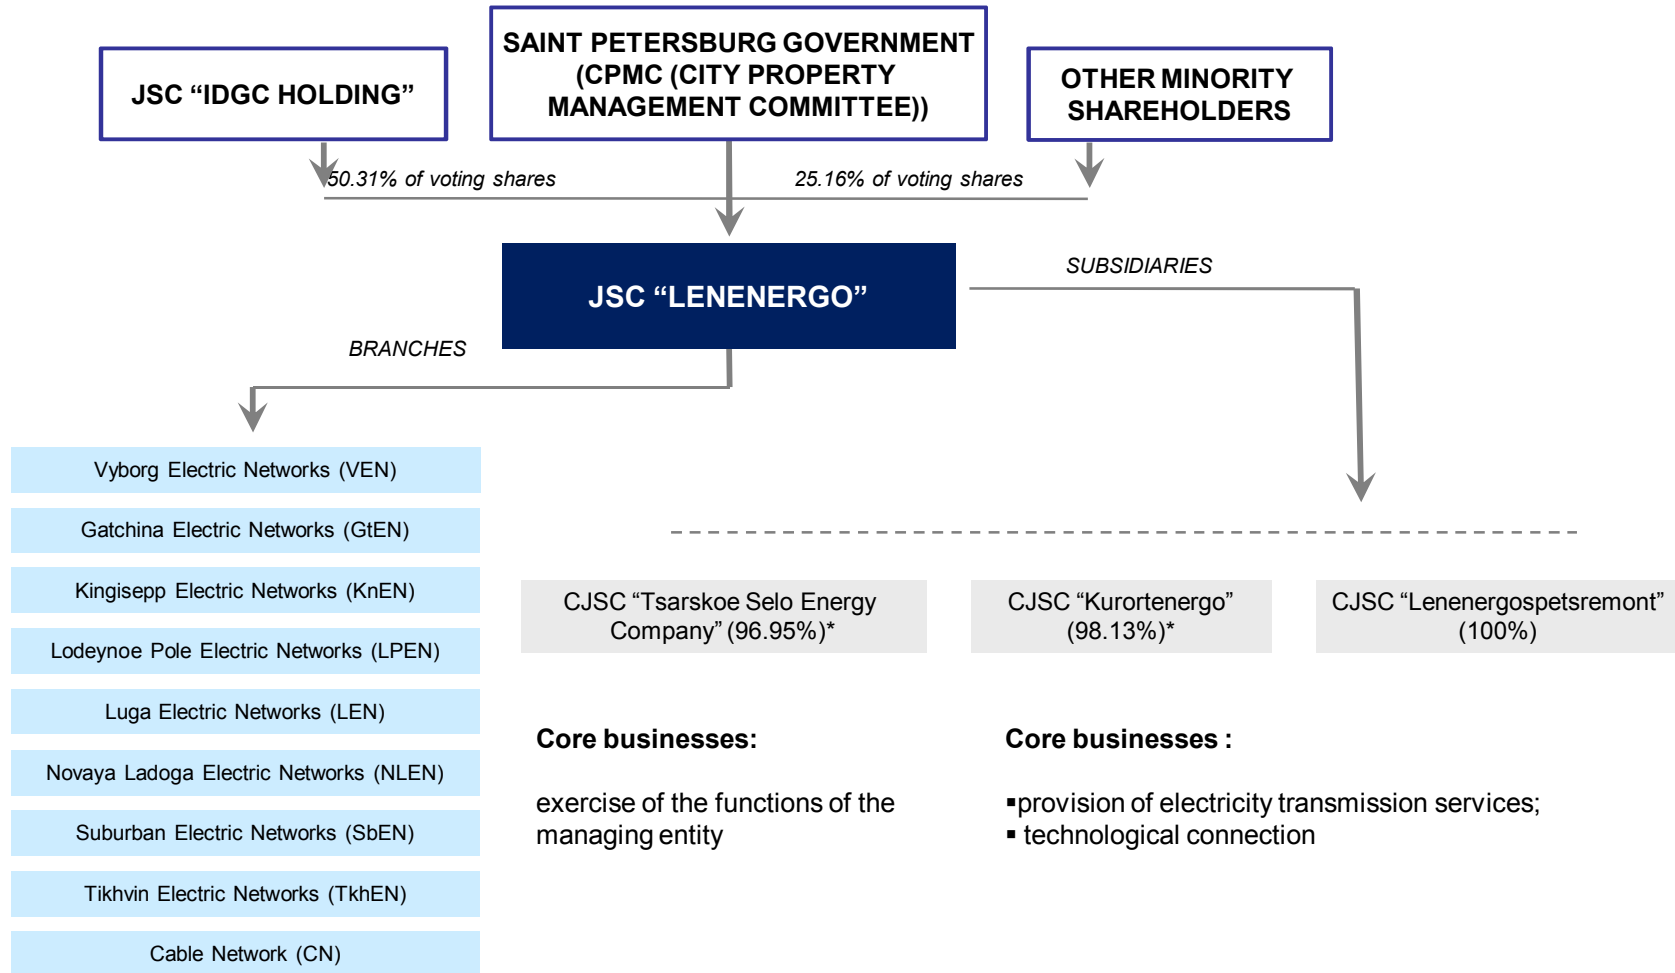 JSC “IDGC HOLDING”
SAINT PETERSBURG GOVERNMENT
(CPMC (CITY PROPERTY
MANAGEMENT COMMITTEE))
OTHER MINORITY
SHAREHOLDERS
50.31% of voting shares
25.16% of voting shares
JSC “LENENERGO”
SUBSIDIARIES
BRANCHES
Vyborg Electric Networks (VEN)
Gatchina Electric Networks (GtEN)
Kingisepp Electric Networks (KnEN)
Lodeynoe Pole Electric Networks (LPEN)
Luga Electric Networks (LEN)
Novaya Ladoga Electric Networks (NLEN)
Suburban Electric Networks (SbEN)
Tikhvin Electric Networks (TkhEN)
Cable Network (CN)
CJSC “Tsarskoe Selo Energy
Company” (96.95%)*
CJSC “Kurortenergo”
(98.13%)*
CJSC “Lenenergospetsremont”
(100%)
Core businesses:
exercise of the functions of the
managing entity
Core businesses :
▪provision of electricity transmission services;
▪ technological connection